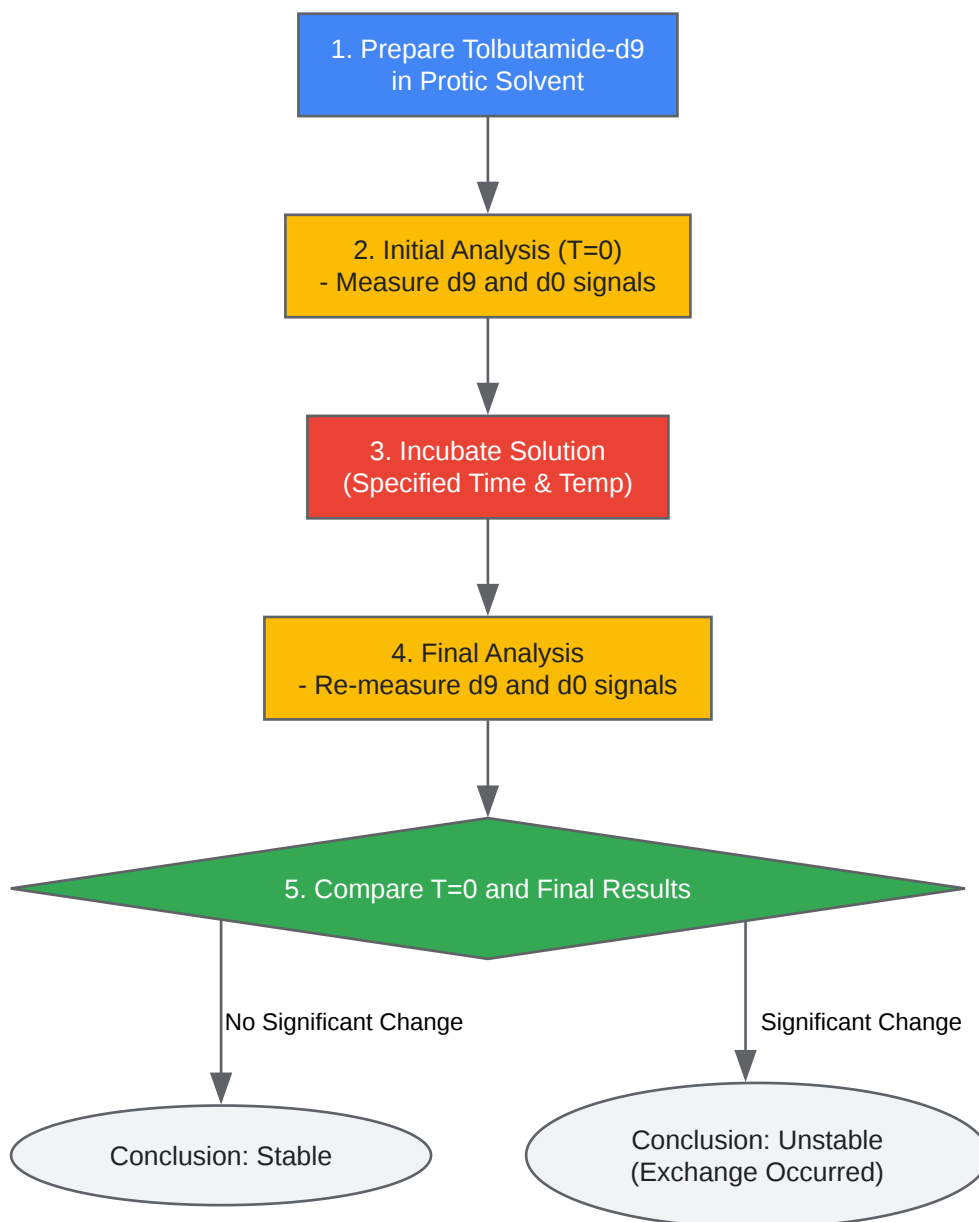 1. Prepare Tolbutamide-d9
in Protic Solvent
2. Initial Analysis (T=0)
- Measure d9 and d0 signals
3. Incubate Solution
(Specified Time & Temp)
4. Final Analysis
- Re-measure d9 and d0 signals
5. Compare T=0 and Final Results
No Significant Change
Significant Change
Conclusion: Stable
Conclusion: Unstable
(Exchange Occurred)